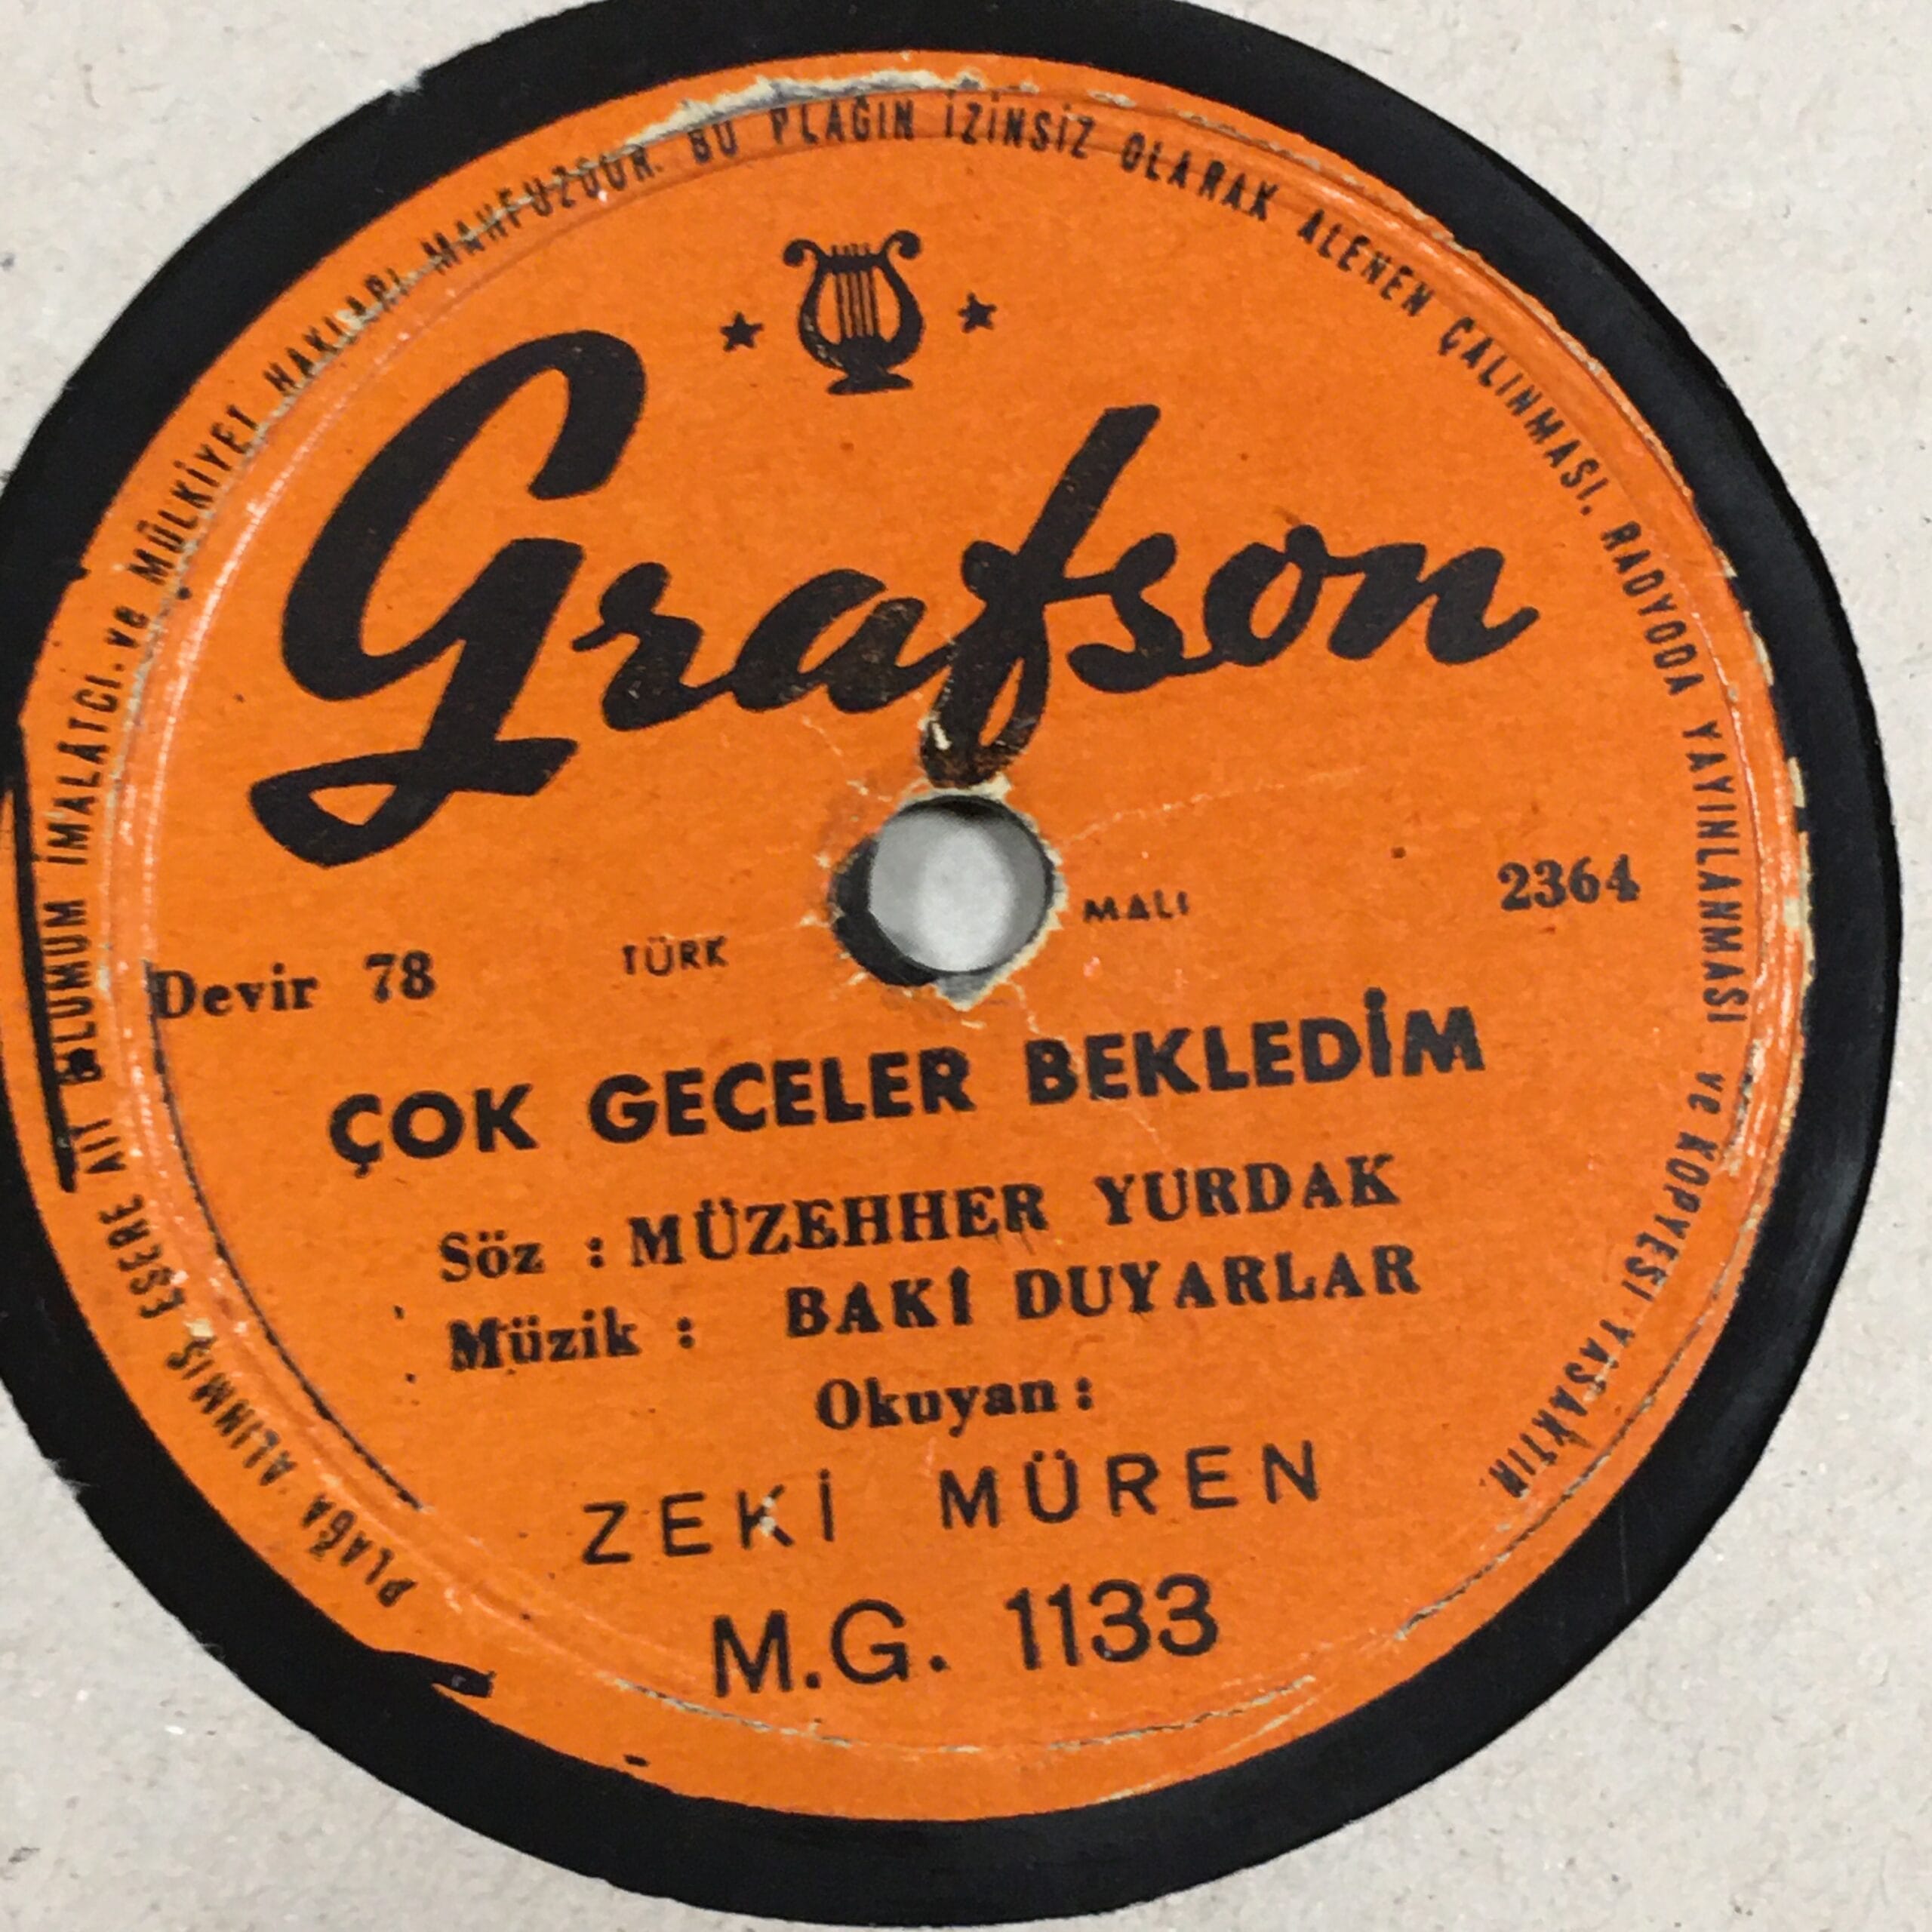 PLAĞA ALINMIŞ ESERE AİT BİLUMUM İMALATCI. ve MÜLKİYET HAKLARI MAHFUZDUR. BU PLAĞIN İZİNSİZ OLARAK ALENEN ÇALINMASI, RADYODA YAYINLANMASI ve KOPYESİ YASAKTIR
Grafson
TÜRK MALI
Devir 78
2364
ÇOK GECELER BEKLEDİM
Söz : MÜZEHHER YURDAK
Müzik : BAKİ DUYARLAR
Okuyan :
ZEKİ MÜREN
M.G. 1133